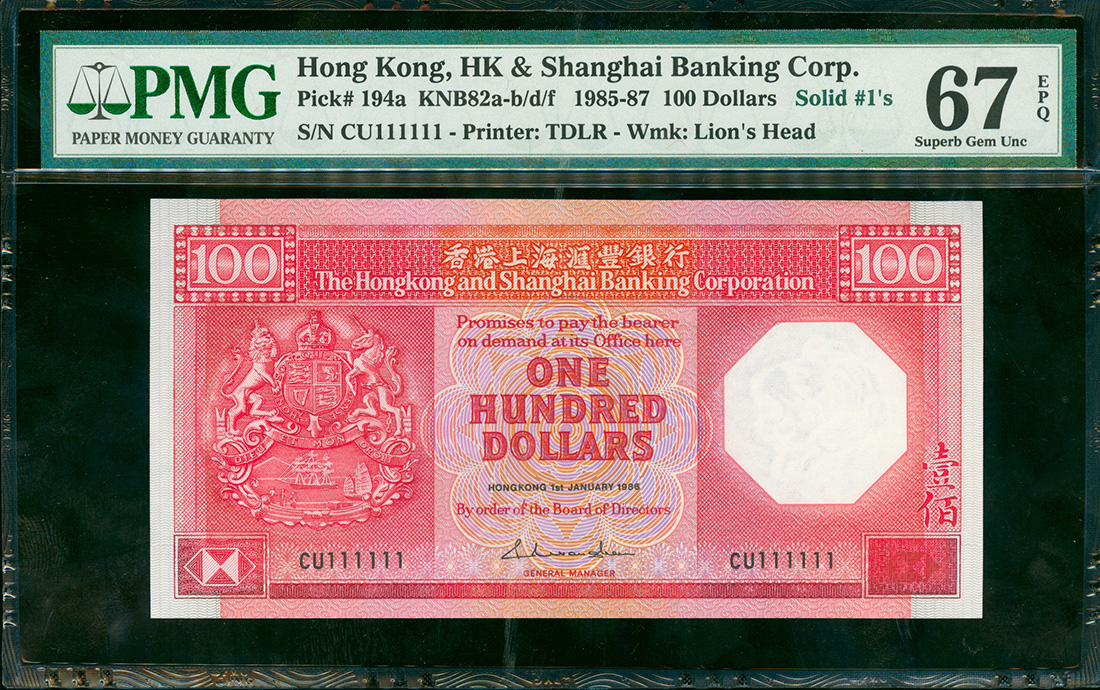 PMG
PAPER MONEY GUARANTY
Hong Kong, HK & Shanghai Banking Corp.
Pick# 194a KNB82a-b/d/f 1985-87 100 Dollars Solid #1's
S/N CU111111 - Printer: TDLR - Wmk: Lion's Head
67
EPQ
Superb Gem Unc
100
香港上海滙豐銀行
100
The Hongkong and Shanghai Banking Corporation
Promises to pay the bearer
on demand at its Office here
ONE
HUNDRED
DOLLARS
HONGKONG 1st JANUARY 1986
By order of the Board of Directors
壹佰
CU111111
CU111111
GENERAL MANAGER